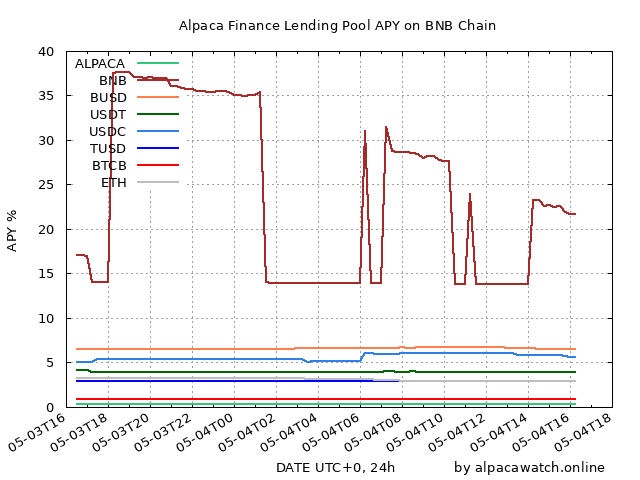 Alpaca Finance Lending Pool APY on BNB Chain
40
35
30
25
20
15
10
5
0
APY %
ALPACA
BNB
BUSD
USDT
USDC
TUSD
BTCB
ETH
05-03T16
05-03T18
05-03T20
05-03T22
05-04T00
05-04T02
05-04T04
05-04T06
05-04T08
05-04T10
05-04T12
05-04T14
05-04T16
05-04T18
DATE UTC+0, 24h
by alpacawatch.online